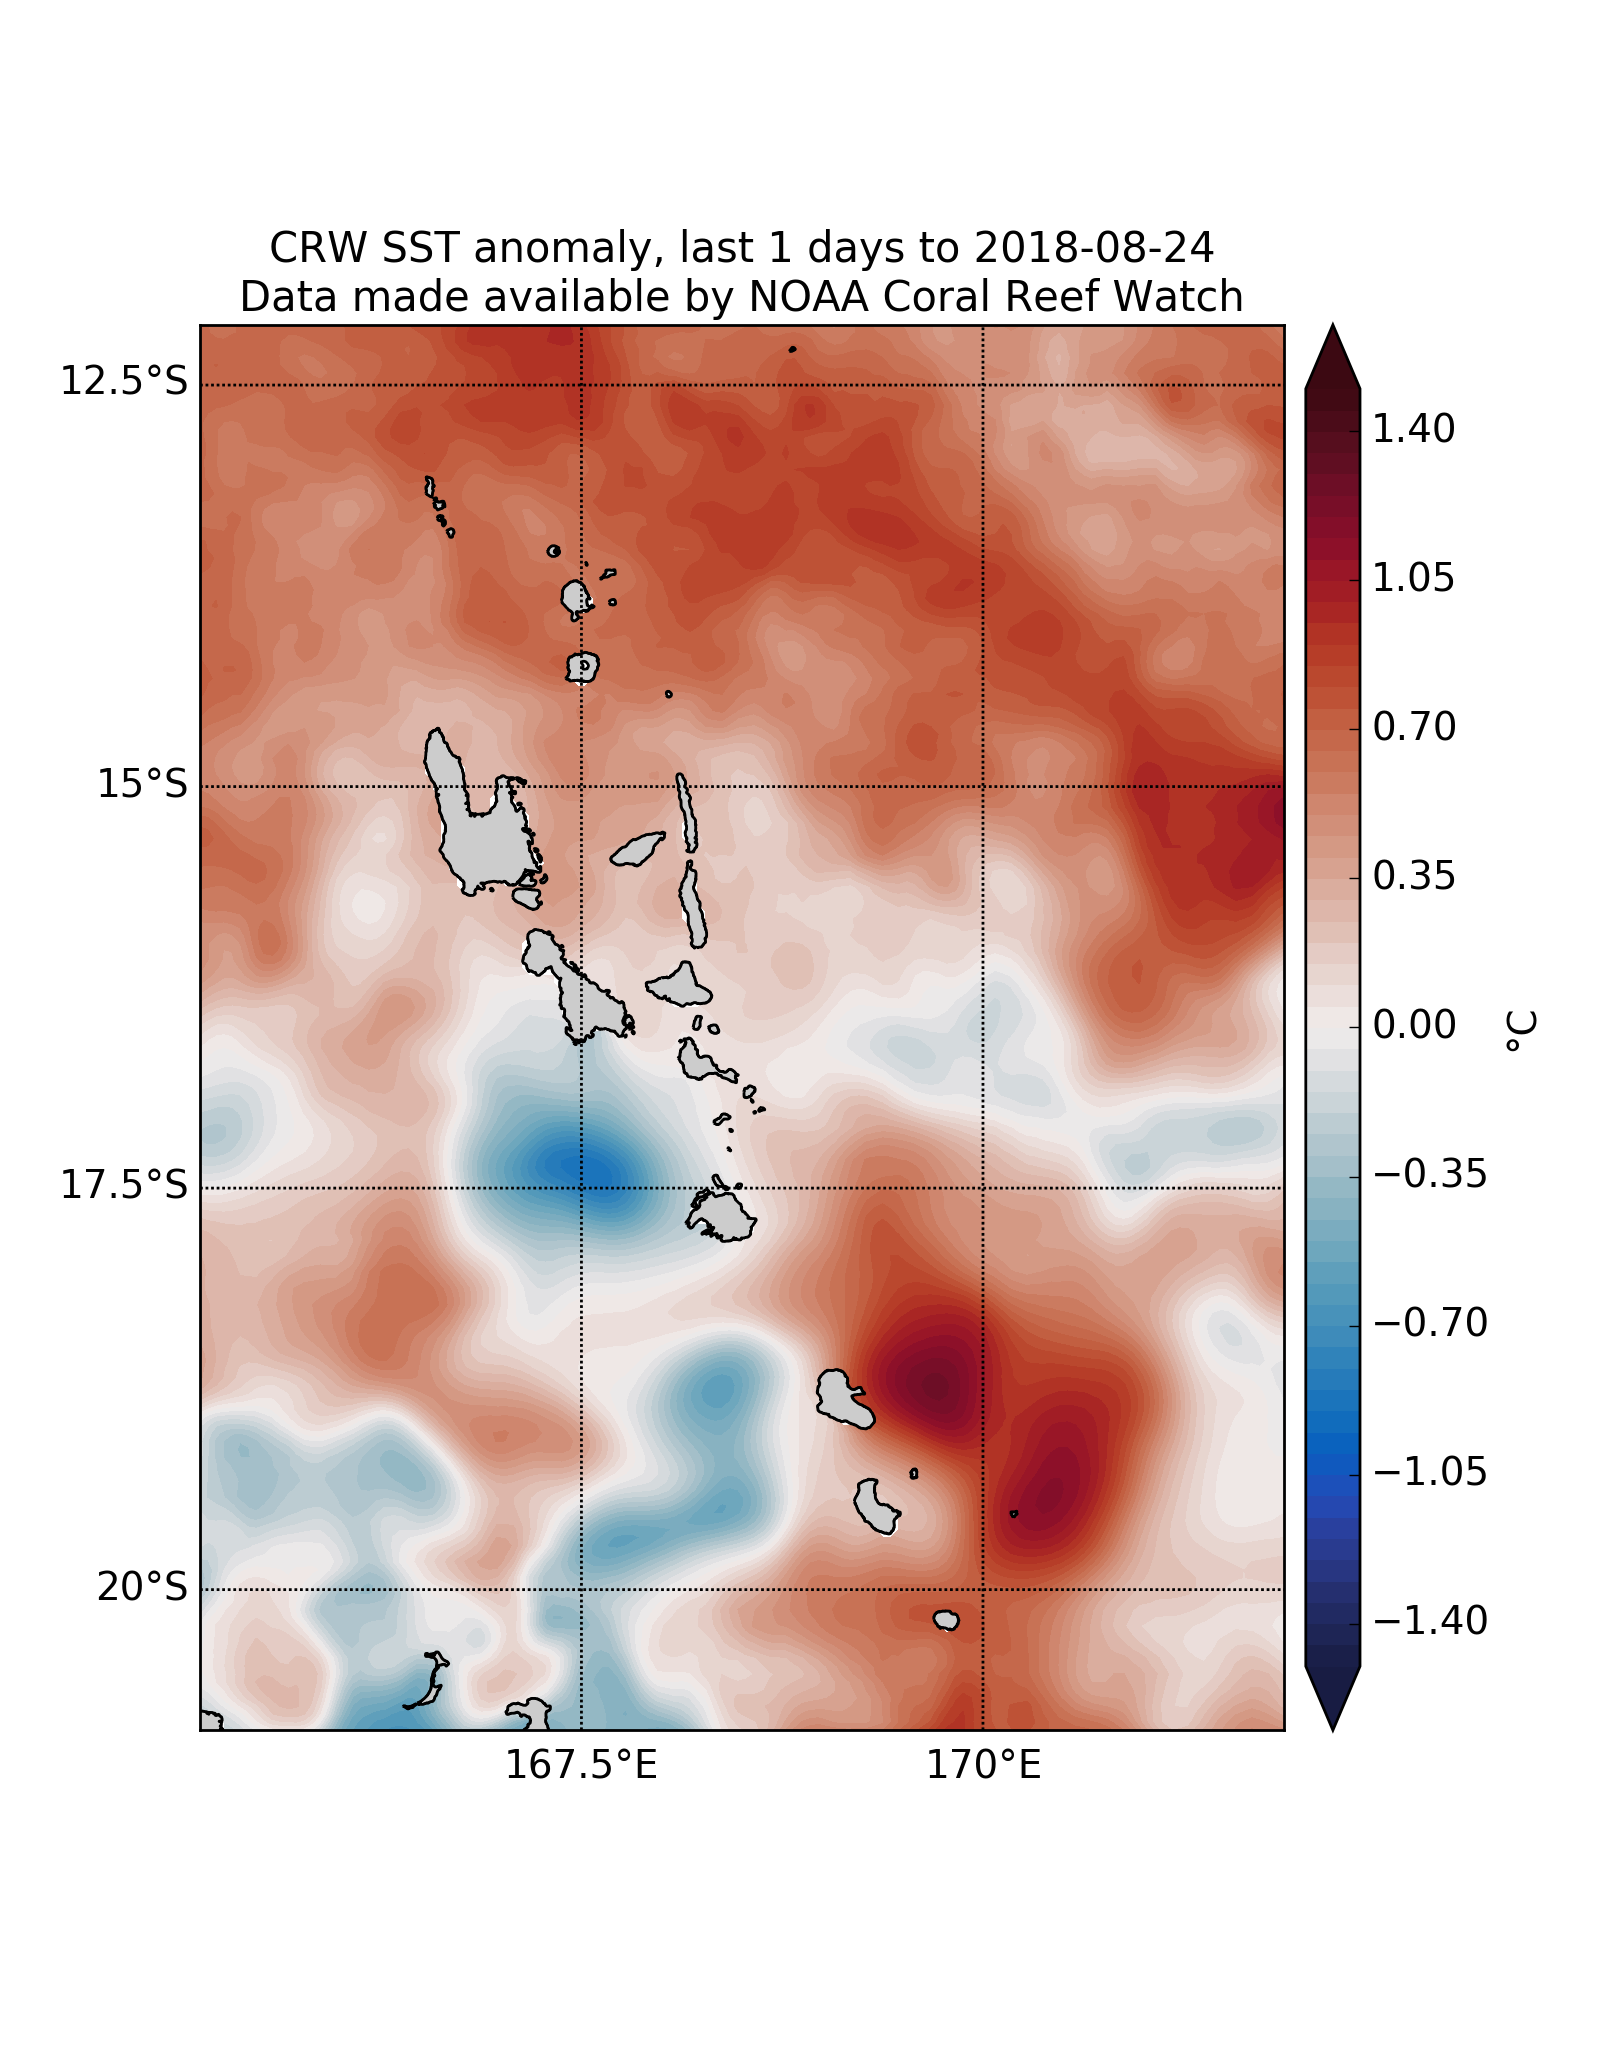 CRW SST anomaly, last 1 days to 2018-08-24
Data made available by NOAA Coral Reef Watch
12.5°S
15°S
17.5°S
20°S
167.5°E
170°E
1.40
1.05
0.70
0.35
0.00
−0.35
−0.70
−1.05
−1.40
°C